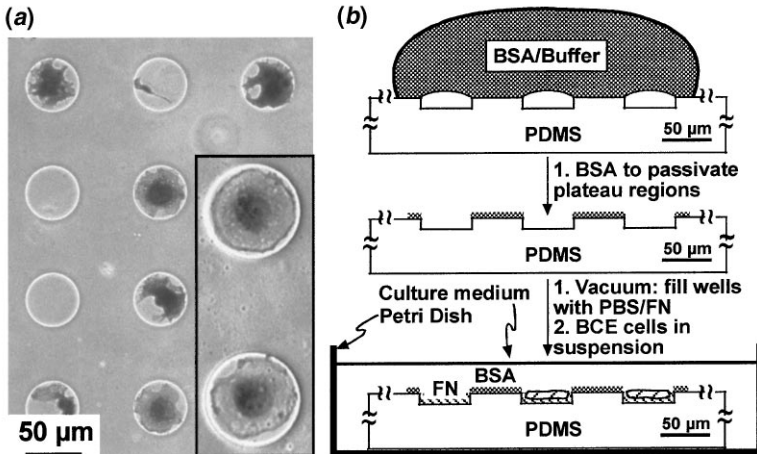 (a)
50 µm
(b)
BSA/Buffer
PDMS
50 µm
1. BSA to passivate
plateau regions
PDMS
50 µm
Culture medium
Petri Dish
1. Vacuum: fill wells
with PBS/FN
2. BCE cells in
suspension
FN
BSA
PDMS
50 µm